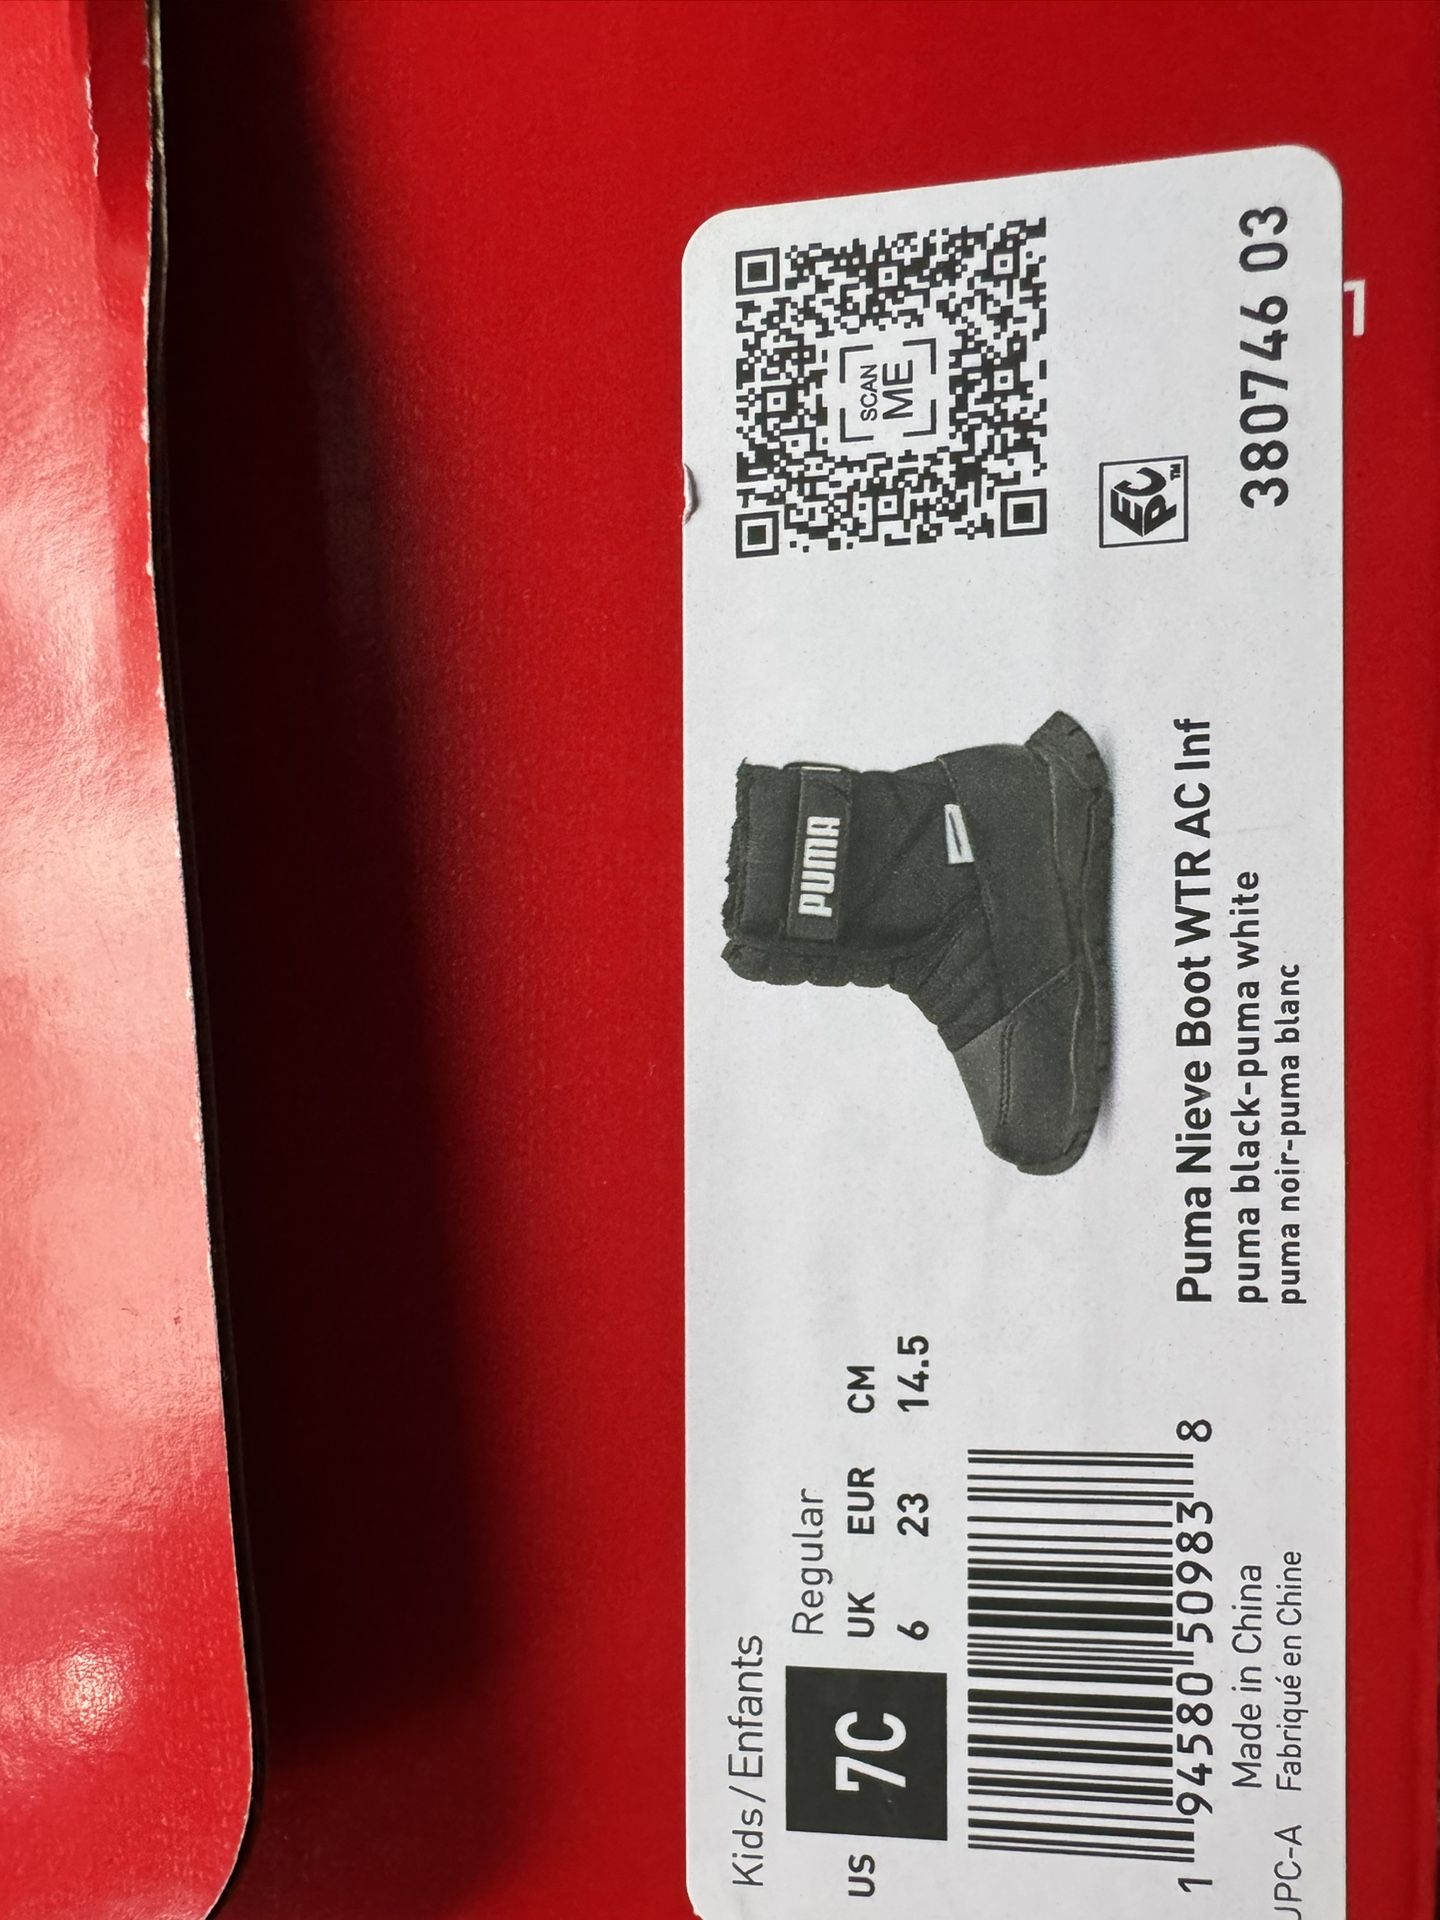 Kids/Enfants
US 7C
Regular
UK EUR CM
6 23 14.5
1 94580 50983 8
Made in China
UPC-A Fabriqué en Chine
PUMA
Puma Nieve Boot WTR AC Inf
puma black-puma white
puma noir-puma blanc
SCAN
ME
EPC™
380746 03